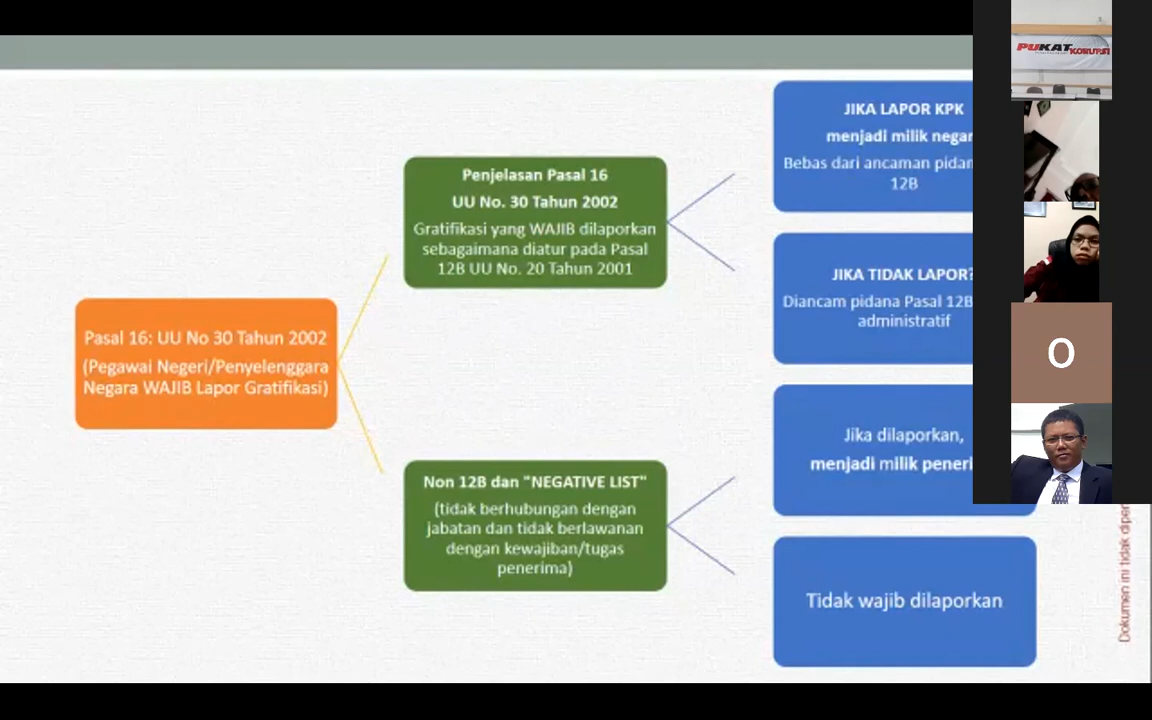 Pasal 16: UU No 30 Tahun 2002
(Pegawai Negeri/Penyelenggara
Negara WAJIB Lapor Gratifikasi)
Penjelasan Pasal 16
UU No. 30 Tahun 2002
Gratifikasi yang WAJIB dilaporkan
sebagaimana diatur pada Pasal
12B UU No. 20 Tahun 2001
Non 12B dan "NEGATIVE LIST"
(tidak berhubungan dengan
jabatan dan tidak berlawanan
dengan kewajiban/tugas
penerima)
JIKA LAPOR KPK
menjadi milik negar
Bebas dari ancaman pidan
12B
JIKA TIDAK LAPOR?
Diancam pidana Pasal 12B
administratif
Jika dilaporkan,
menjadi milik peneri
Tidak wajib dilaporkan
Dokumen ini tidak diper
PUKAT
KORUPSI
O